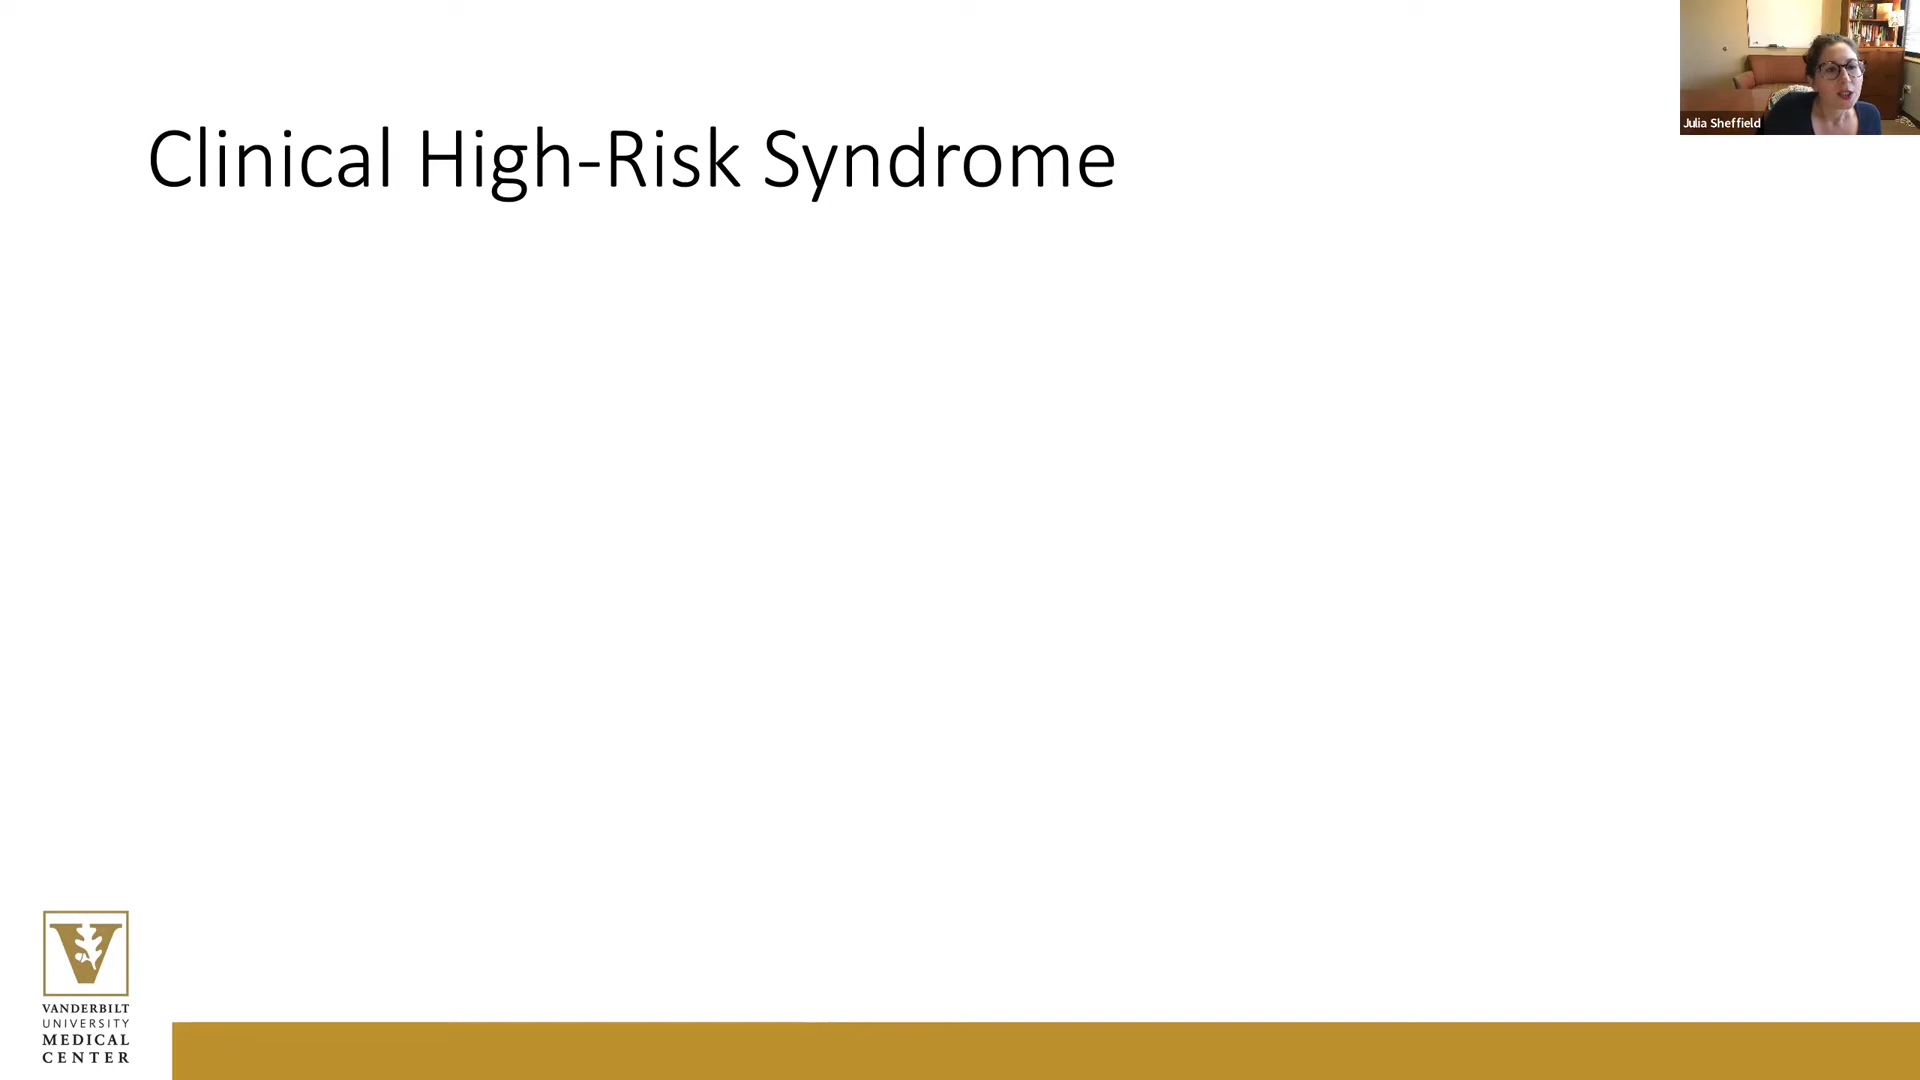 Clinical High-Risk Syndrome
Julia Sheffield
VANDERBILT
UNIVERSITY
MEDICAL
CENTER